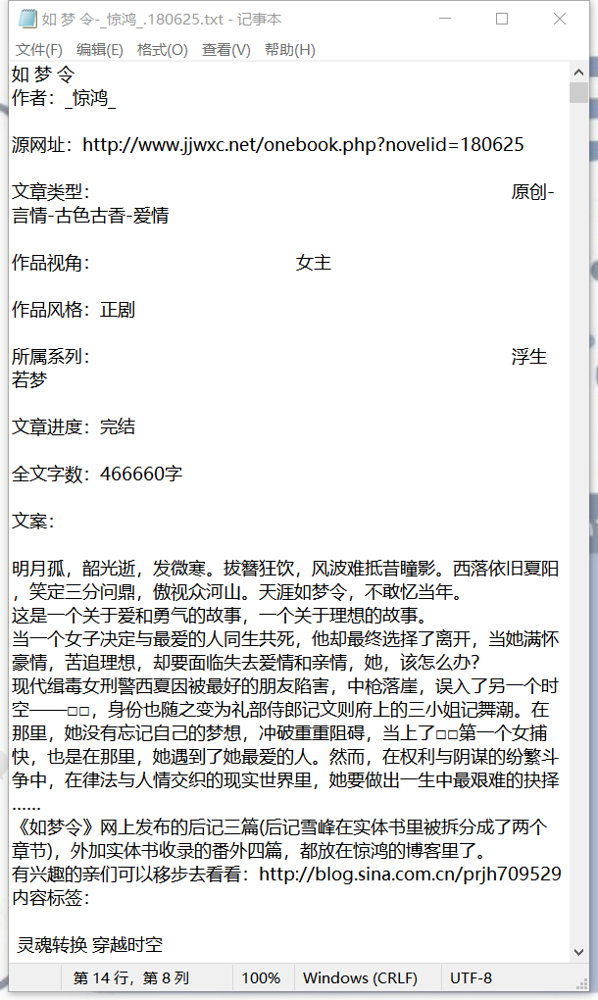 如 梦 令-_惊鸿_.180625.txt - 记事本
文件(F) 编辑(E) 格式(O) 查看(V) 帮助(H)
如 梦 令
作者：_惊鸿_
源网址：http://www.jjwxc.net/onebook.php?novelid=180625
文章类型： 原创-
言情-古色古香-爱情
作品视角： 女主
作品风格：正剧
所属系列： 浮生
若梦
文章进度：完结
全文字数：466660字
文案：
明月孤，韶光逝，发微寒。拔簪狂饮，风波难抵昔瞳影。西落依旧夏阳
，笑定三分问鼎，傲视众河山。天涯如梦令，不敢忆当年。
这是一个关于爱和勇气的故事，一个关于理想的故事。
当一个女子决定与最爱的人同生共死，他却最终选择了离开，当她满怀
豪情，苦追理想，却要面临失去爱情和亲情，她，该怎么办?
现代缉毒女刑警西夏因被最好的朋友陷害，中枪落崖，误入了另一个时
空——□□，身份也随之变为礼部侍郎记文则府上的三小姐记舞潮。在
那里，她没有忘记自己的梦想，冲破重重阻碍，当上了□□第一个女捕
快，也是在那里，她遇到了她最爱的人。然而，在权利与阴谋的纷繁斗
争中，在律法与人情交织的现实世界里，她要做出一生中最艰难的抉择
……
《如梦令》网上发布的后记三篇(后记雪峰在实体书里被拆分成了两个
章节)，外加实体书收录的番外四篇，都放在惊鸿的博客里了。
有兴趣的亲们可以移步去看看：http://blog.sina.com.cn/prjh709529
内容标签：
灵魂转换 穿越时空
第 14 行，第 8 列 100% Windows (CRLF) UTF-8